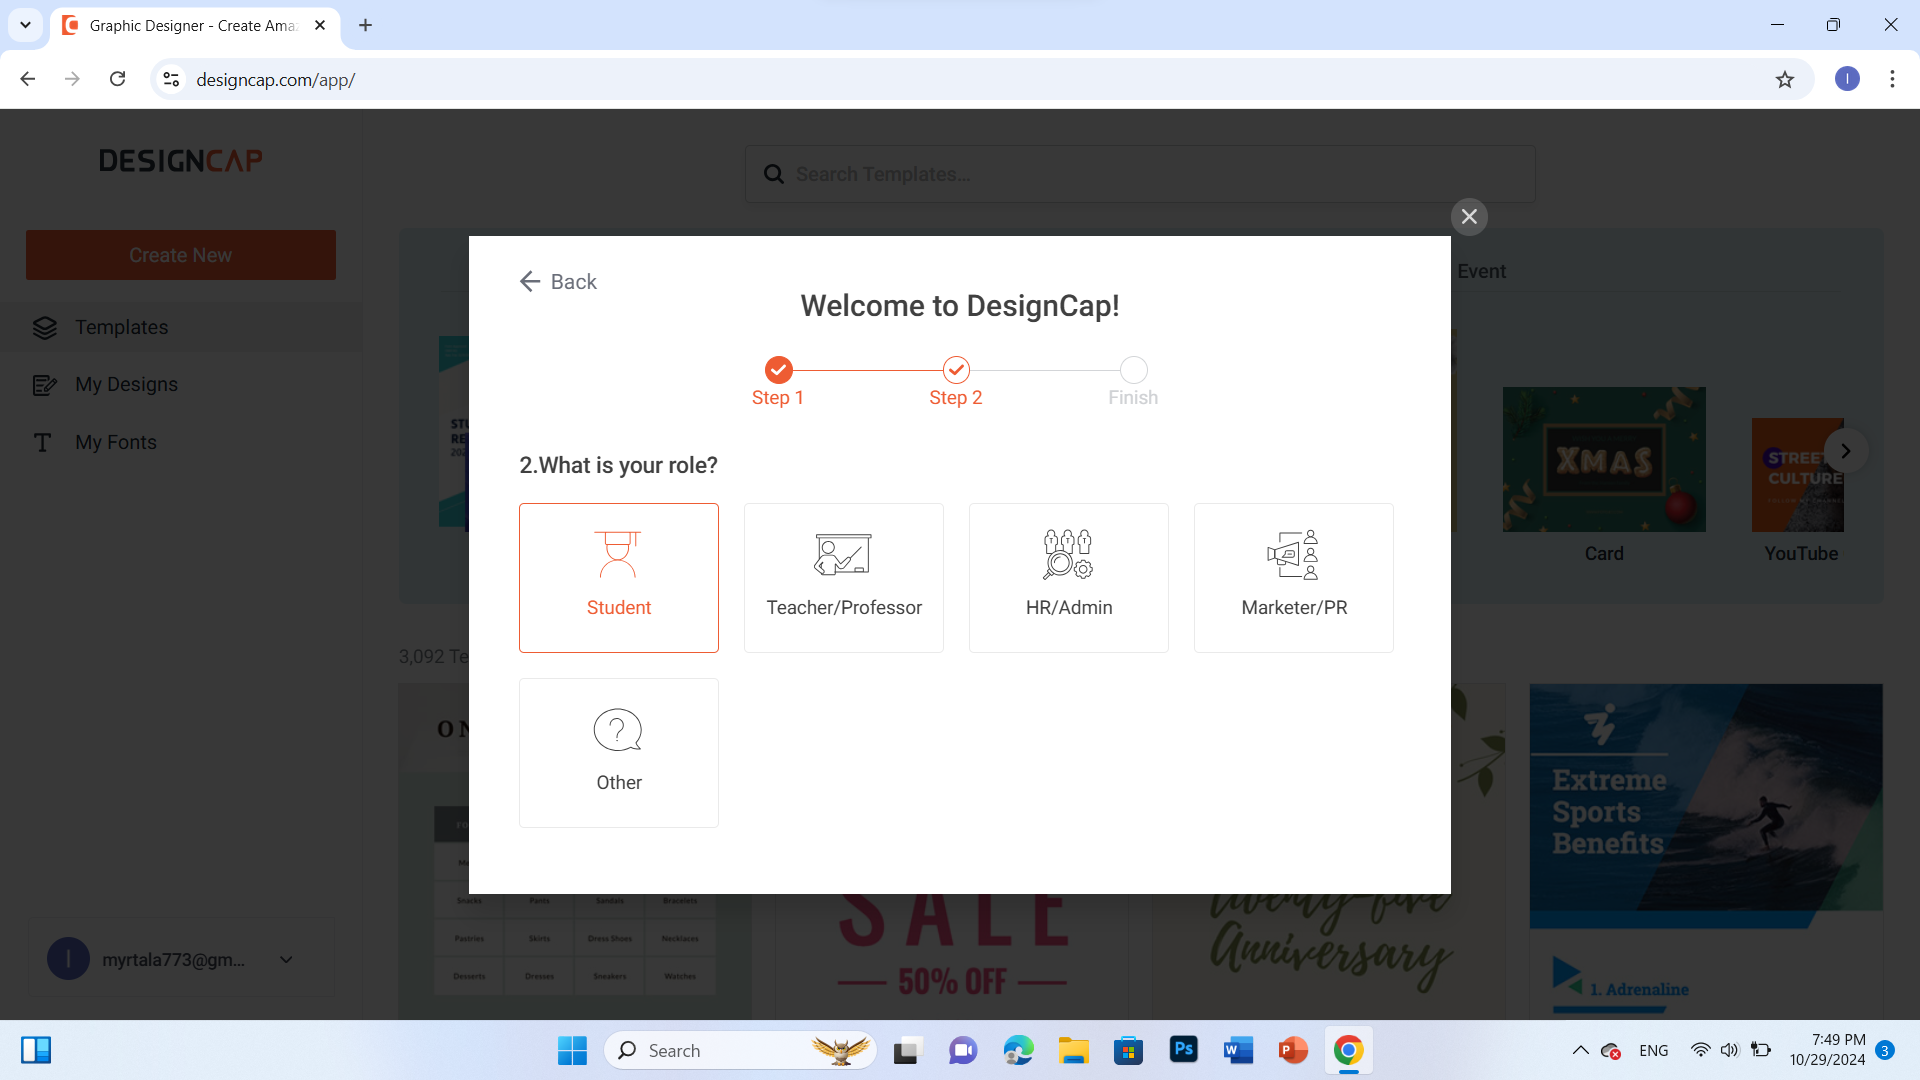 Graphic Designer - Create Ama
designcap.com/app/
DESIGNCAP
Search Templates...
Create New
Templates
My Designs
My Fonts
Event
Back
Welcome to DesignCap!
Step 1
Step 2
Finish
2.What is your role?
Student
Teacher/Professor
HR/Admin
Marketer/PR
Other
XMAS
STREET
CULTURE
Card
YouTube
3,092 Te
Extreme
Sports
Benefits
Snacks
Pants
Sandals
Bracelets
Pastries
Skirts
Dress Shoes
Necklaces
Desserts
Dresses
Sneakers
Watches
SALE
50% OFF
twenty-five
Anniversary
1. Adrenaline
I
myrtala773@gm...
Search
Ps
ENG
7:49 PM
10/29/2024
3